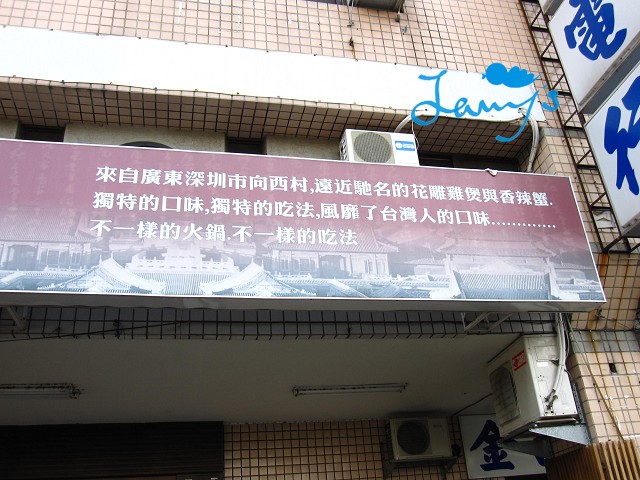 電
來自廣東深圳市向西村,遠近馳名的花雕雞煲與香辣蟹.
獨特的口味,獨特的吃法,風靡了台灣人的口味.............
不一樣的火鍋.不一樣的吃法
金